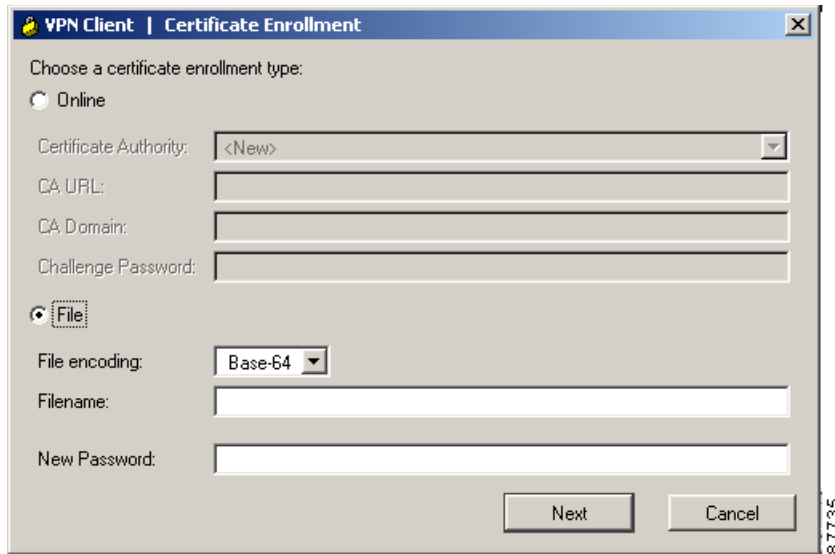 VPN Client | Certificate Enrollment
Choose a certificate enrollment type:
Online
Certificate Authority: <New>
CA URL:
CA Domain:
Challenge Password:
File
File encoding: Base-64
Filename:
New Password:
Next Cancel